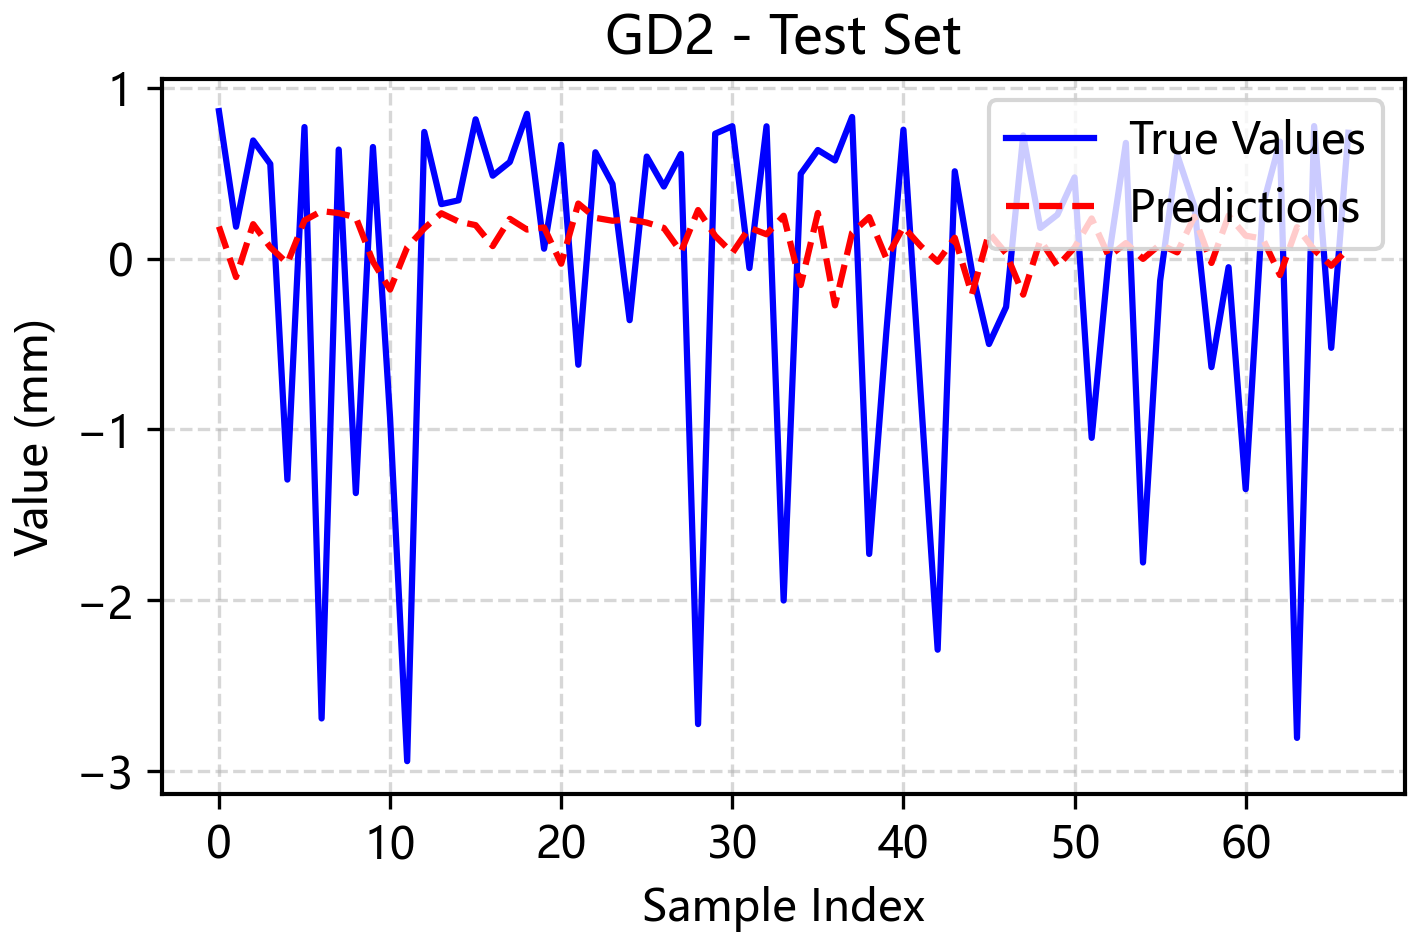 GD2 - Test Set
1
0
−1
−2
−3
Value (mm)
True Values
Predictions
0 10 20 30 40 50 60
Sample Index